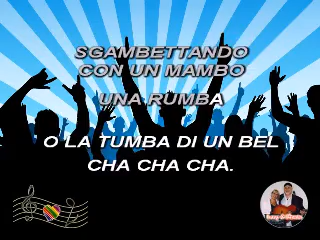 SGAMBETTANDO
CON UN MAMBO
UNA RUMBA
O LA TUMBA DI UN BEL
CHA CHA CHA.